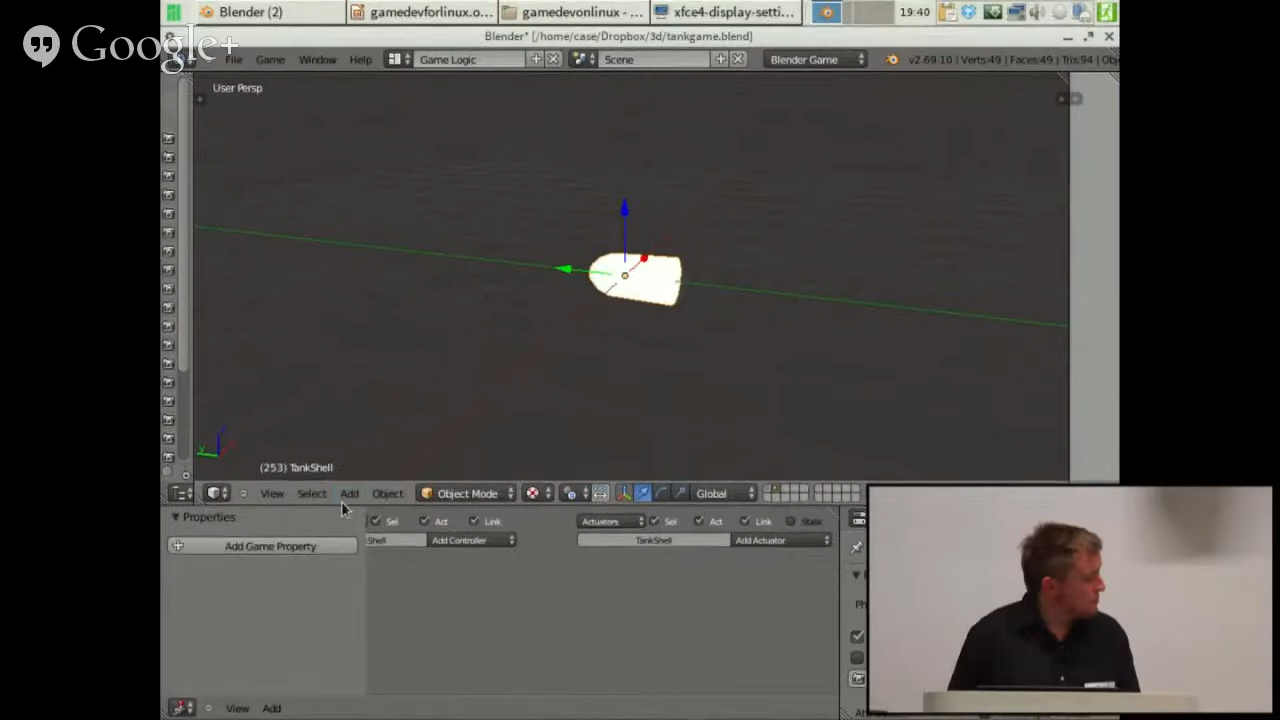 Google+
Blender (2)
gamedevforlinux.o...
gamedevonlinux - ...
xfce4-display-setti...
19:40
Blender* [/home/case/Dropbox/3d/tankgame.blend]
File Game Window Help
Game Logic
Scene
Blender Game
v2.69.10 | Verts:49 | Faces:49 | Tris:94 | Obj
User Persp
(253) TankShell
View Select Add Object
Object Mode
Global
Properties
Sel Act Link
Actuators Sel Act Link State
Add Game Property
Shell Add Controller
TankShell Add Actuator
Ph
View Add